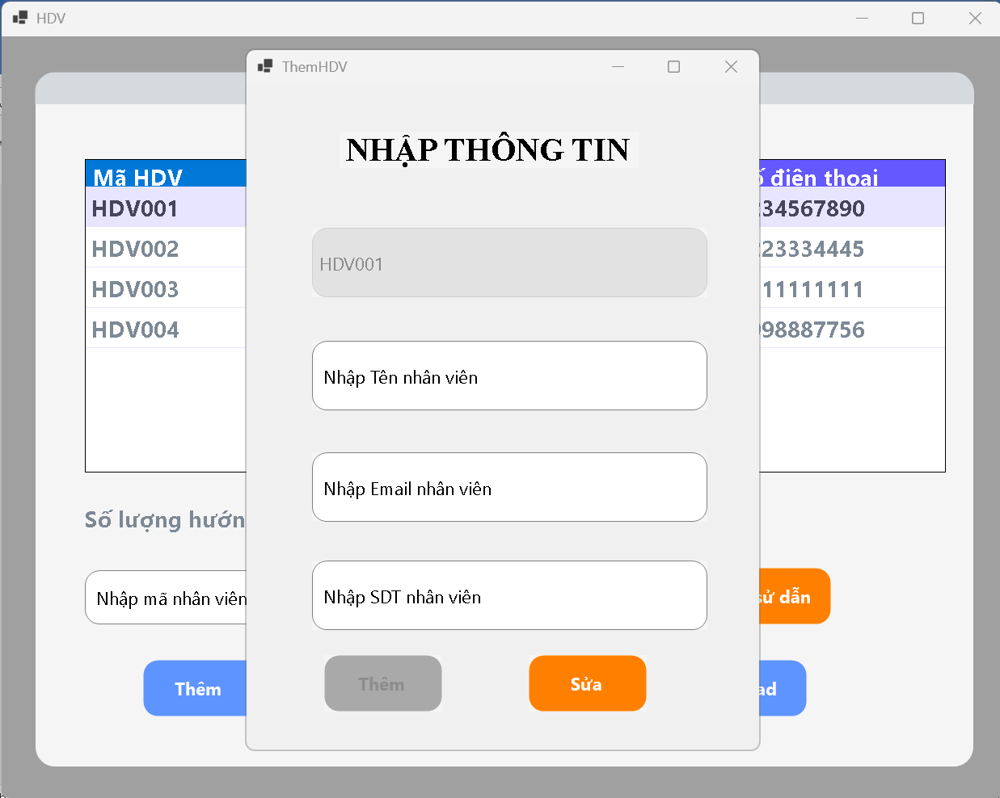 HDV
ThemHDV
NHẬP THÔNG TIN
Mã HDV
điện thoại
HDV001
34567890
HDV002
23334445
HDV003
11111111
HDV004
98887756
HDV001
Nhập Tên nhân viên
Nhập Email nhân viên
Số lượng hướn
Nhập mã nhân viên
Nhập SDT nhân viên
sử dẫn
Thêm
Thêm
Sửa
ad